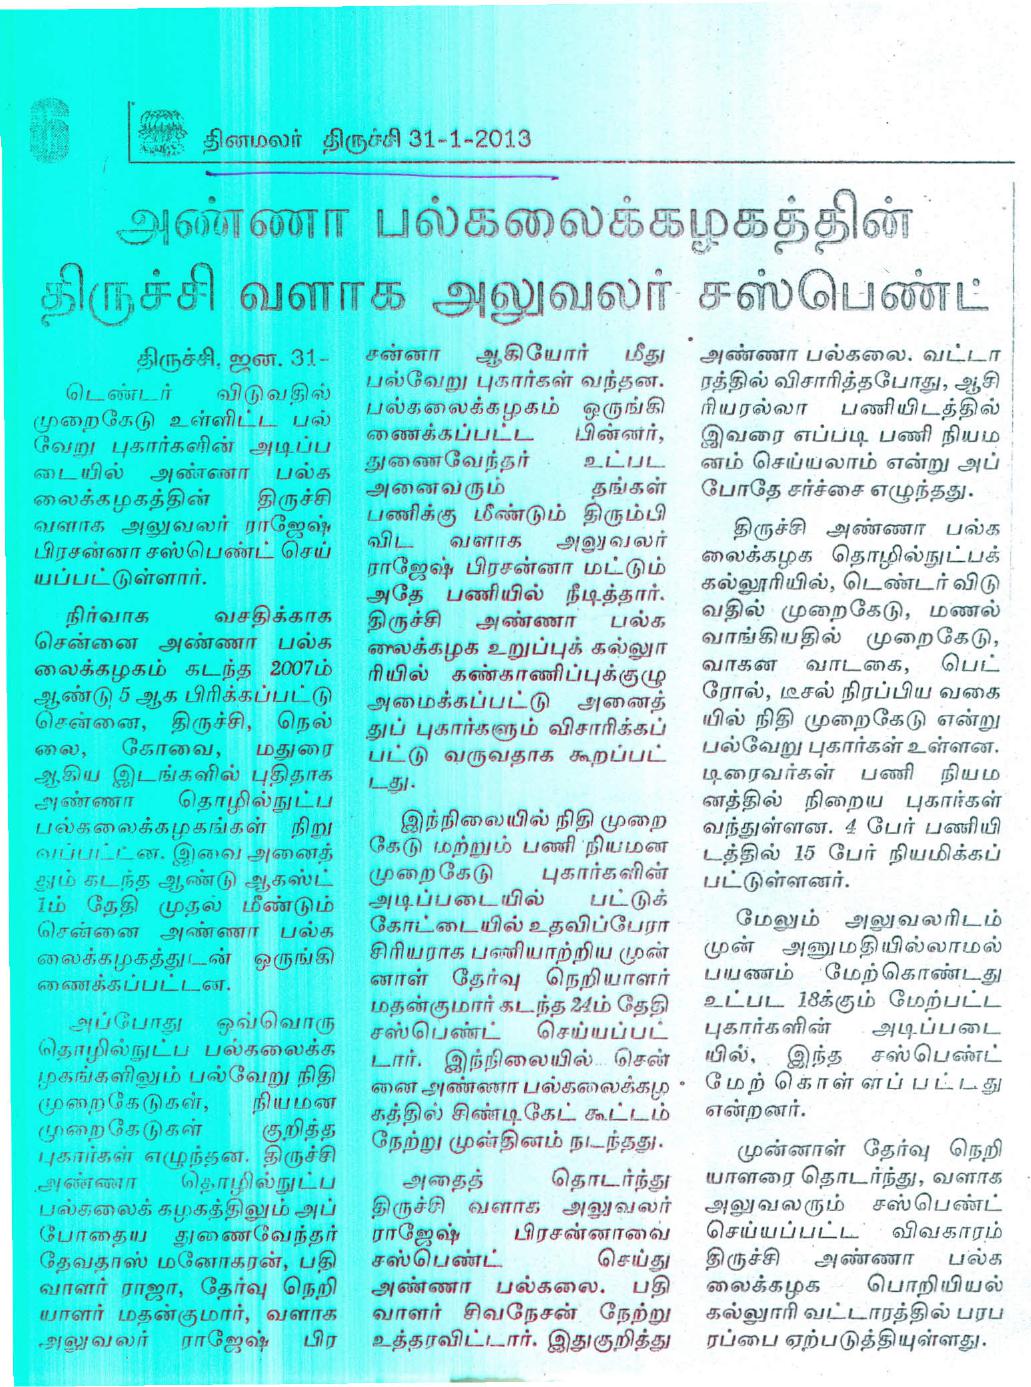 6
தினமலர் திருச்சி 31-1-2013
அண்ணா பல்கலைக்கழகத்தின்
திருச்சி வளாக அலுவலர் சஸ்பெண்ட்
திருச்சி, ஜன. 31-
டெண்டர் விடுவதில்
முறைகேடு உள்ளிட்ட பல்
வேறு புகார்களின் அடிப்ப
டையில் அண்ணா பல்க
லைக்கழகத்தின் திருச்சி
வளாக அலுவலர் ராஜேஷ்
பிரசன்னா சஸ்பெண்ட் செய்
யப்பட்டுள்ளார்.
நிர்வாக வசதிக்காக
சென்னை அண்ணா பல்க
லைக்கழகம் கடந்த 2007ம்
ஆண்டு 5 ஆக பிரிக்கப்பட்டு
சென்னை, திருச்சி, நெல்
லை, கோவை, மதுரை
ஆகிய இடங்களில் புதிதாக
அண்ணா தொழில்நுட்ப
பல்கலைக்கழகங்கள் நிறு
வப்பட்டன. இவை அனைத்
தும் கடந்த ஆண்டு ஆகஸ்ட்
1ம் தேதி முதல் மீண்டும்
சென்னை அண்ணா பல்க
லைக்கழகத்துடன் ஒருங்கி
ணைக்கப்பட்டன.
அப்போது ஒவ்வொரு
தொழில்நுட்ப பல்கலைக்க
ழகங்களிலும் பல்வேறு நிதி
முறைகேடுகள், நியமன
முறைகேடுகள் குறித்த
புகார்கள் எழுந்தன. திருச்சி
அண்ணா தொழில்நுட்ப
பல்கலைக் கழகத்திலும் அப்
போதைய துணைவேந்தர்
தேவதாஸ் மனோகரன், பதி
வாளர் ராஜா, தேர்வு நெறி
யாளர் மதன்குமார், வளாக
அலுவலர் ராஜேஷ் பிர
சன்னா ஆகியோர் மீது
பல்வேறு புகார்கள் வந்தன.
பல்கலைக்கழகம் ஒருங்கி
ணைக்கப்பட்ட பின்னர்,
துணைவேந்தர் உட்பட
அனைவரும் தங்கள்
பணிக்கு மீண்டும் திரும்பி
விட வளாக அலுவலர்
ராஜேஷ் பிரசன்னா மட்டும்
அதே பணியில் நீடித்தார்.
திருச்சி அண்ணா பல்க
லைக்கழக உறுப்புக் கல்லூ
ரியில் கண்காணிப்புக்குழு
அமைக்கப்பட்டு அனைத்
துப் புகார்களும் விசாரிக்கப்
பட்டு வருவதாக கூறப்பட்
டது.
இந்நிலையில் நிதி முறை
கேடு மற்றும் பணி நியமன
முறைகேடு புகார்களின்
அடிப்படையில் பட்டுக்
கோட்டையில் உதவிப்பேரா
சிரியராக பணியாற்றிய முன்
னாள் தேர்வு நெறியாளர்
மதன்குமார் கடந்த 24ம் தேதி
சஸ்பெண்ட் செய்யப்பட்
டார். இந்நிலையில் சென்
னை அண்ணா பல்கலைக்கழ
கத்தில் சிண்டிகேட் கூட்டம்
நேற்று முன்தினம் நடந்தது.
அதைத் தொடர்ந்து
திருச்சி வளாக அலுவலர்
ராஜேஷ் பிரசன்னாவை
சஸ்பெண்ட் செய்து
அண்ணா பல்கலை. பதி
வாளர் சிவநேசன் நேற்று
உத்தரவிட்டார். இதுகுறித்து
அண்ணா பல்கலை. வட்டா
ரத்தில் விசாரித்தபோது, ஆசி
ரியரல்லா பணியிடத்தில்
இவரை எப்படி பணி நியம
னம் செய்யலாம் என்று அப்
போதே சர்ச்சை எழுந்தது.
திருச்சி அண்ணா பல்க
லைக்கழக தொழில்நுட்பக்
கல்லூரியில், டெண்டர் விடு
வதில் முறைகேடு, மணல்
வாங்கியதில் முறைகேடு,
வாகன வாடகை, பெட்
ரோல், டீசல் நிரப்பிய வகை
யில் நிதி முறைகேடு என்று
பல்வேறு புகார்கள் உள்ளன.
டிரைவர்கள் பணி நியம
னத்தில் நிறைய புகார்கள்
வந்துள்ளன. 4 பேர் பணியி
டத்தில் 15 பேர் நியமிக்கப்
பட்டுள்ளனர்.
மேலும் அலுவலரிடம்
முன் அனுமதியில்லாமல்
பயணம் மேற்கொண்டது
உட்பட 18க்கும் மேற்பட்ட
புகார்களின் அடிப்படை
யில், இந்த சஸ்பெண்ட்
மேற் கொள்ளப் பட்டது
என்றனர்.
முன்னாள் தேர்வு நெறி
யாளரை தொடர்ந்து, வளாக
அலுவலரும் சஸ்பெண்ட்
செய்யப்பட்ட விவகாரம்
திருச்சி அண்ணா பல்க
லைக்கழக பொறியியல்
கல்லூரி வட்டாரத்தில் பரப
ரப்பை ஏற்படுத்தியுள்ளது.